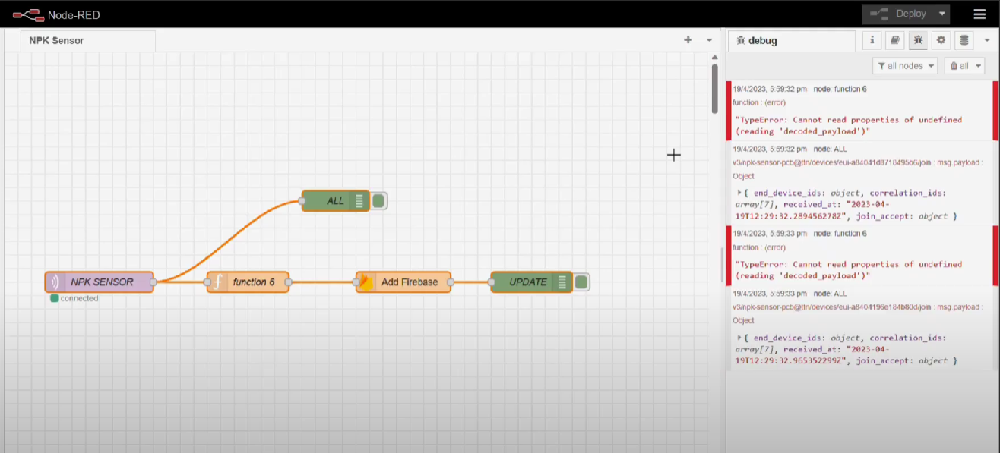 Node-RED
Deploy
NPK Sensor
debug
all nodes
all
ALL
NPK SENSOR
connected
function 6
Add Firebase
UPDATE
19/4/2023, 5:59:32 pm node: function 6
function : (error)
"TypeError: Cannot read properties of undefined
(reading 'decoded_payload')"
19/4/2023, 5:59:32 pm node: ALL
v3/npk-sensor-pcb@ttn/devices/eui-a84041d8718495b6/join : msg.payload :
Object
{ end_device_ids: object, correlation_ids:
array[7], received_at: "2023-04-
19T12:29:32.289456278Z", join_accept: object }
19/4/2023, 5:59:33 pm node: function 6
function : (error)
"TypeError: Cannot read properties of undefined
(reading 'decoded_payload')"
19/4/2023, 5:59:33 pm node: ALL
v3/npk-sensor-pcb@ttn/devices/eui-a8404196e184b80d/join : msg.payload :
Object
{ end_device_ids: object, correlation_ids:
array[7], received_at: "2023-04-
19T12:29:32.965352299Z", join_accept: object }